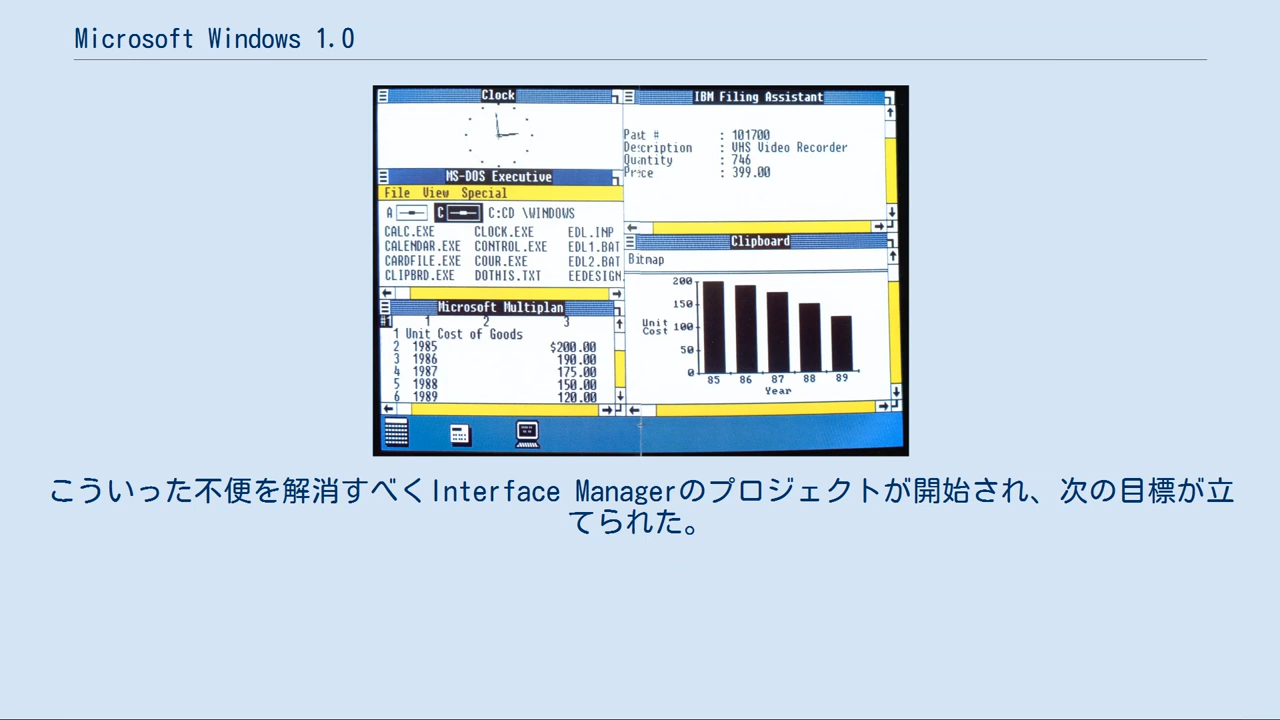 Microsoft Windows 1.0
Clock
MS-DOS Executive
File View Special
A C C:CD \WINDOWS
CALC.EXE CLOCK.EXE EDL.INP
CALENDAR.EXE CONTROL.EXE EDL1.BAT
CARDFILE.EXE COUR.EXE EDL2.BAT
CLIPBRD.EXE DOTHIS.TXT EEDESIGN
Microsoft Multiplan
#1 1 2 3
1 Unit Cost of Goods
2 1985 $200.00
3 1986 190.00
4 1987 175.00
5 1988 150.00
6 1989 120.00
IBM Filing Assistant
Part # : 101700
Description : VHS Video Recorder
Quantity : 746
Price : 399.00
Clipboard
Bitmap
200
150
Unit
Cost
100
50
0
85 86 87 88 89
Year
こういった不便を解消すべくInterface Managerのプロジェクトが開始され、次の目標が立
てられた。